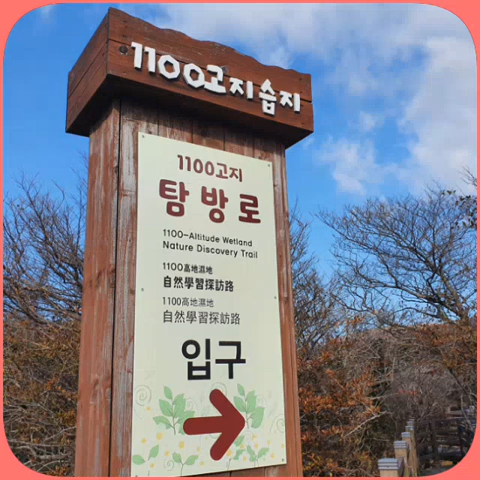 1100고지습지
1100고지
탐방로
1100-Altitude Wetland
Nature Discovery Trail
1100高地濕地
自然學習探訪路
1100高地濕地
自然學習探訪路
입구